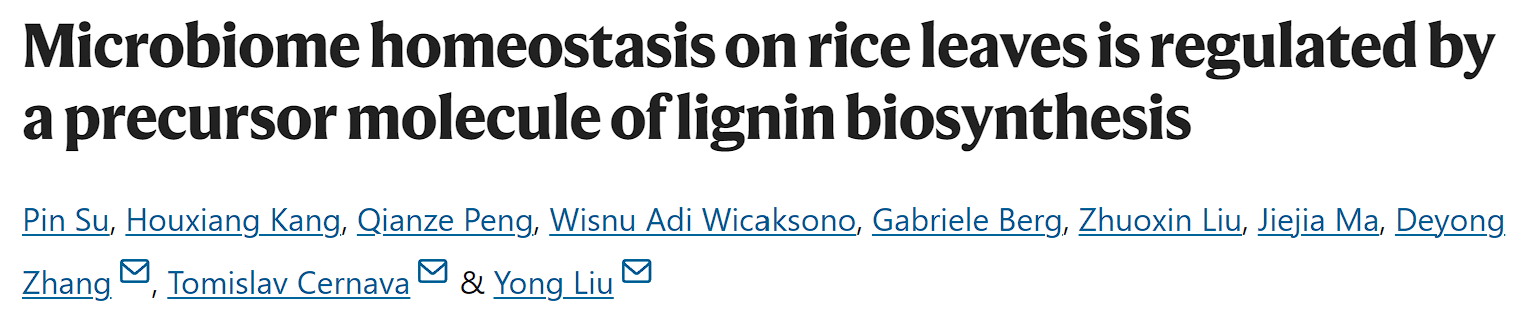 Microbiome homeostasis on rice leaves is regulated by
a precursor molecule of lignin biosynthesis
Pin Su, Houxiang Kang, Qianze Peng, Wisnu Adi Wicaksono, Gabriele Berg, Zhuoxin Liu, Jiejia Ma, Deyong
Zhang, Tomislav Cernava & Yong Liu